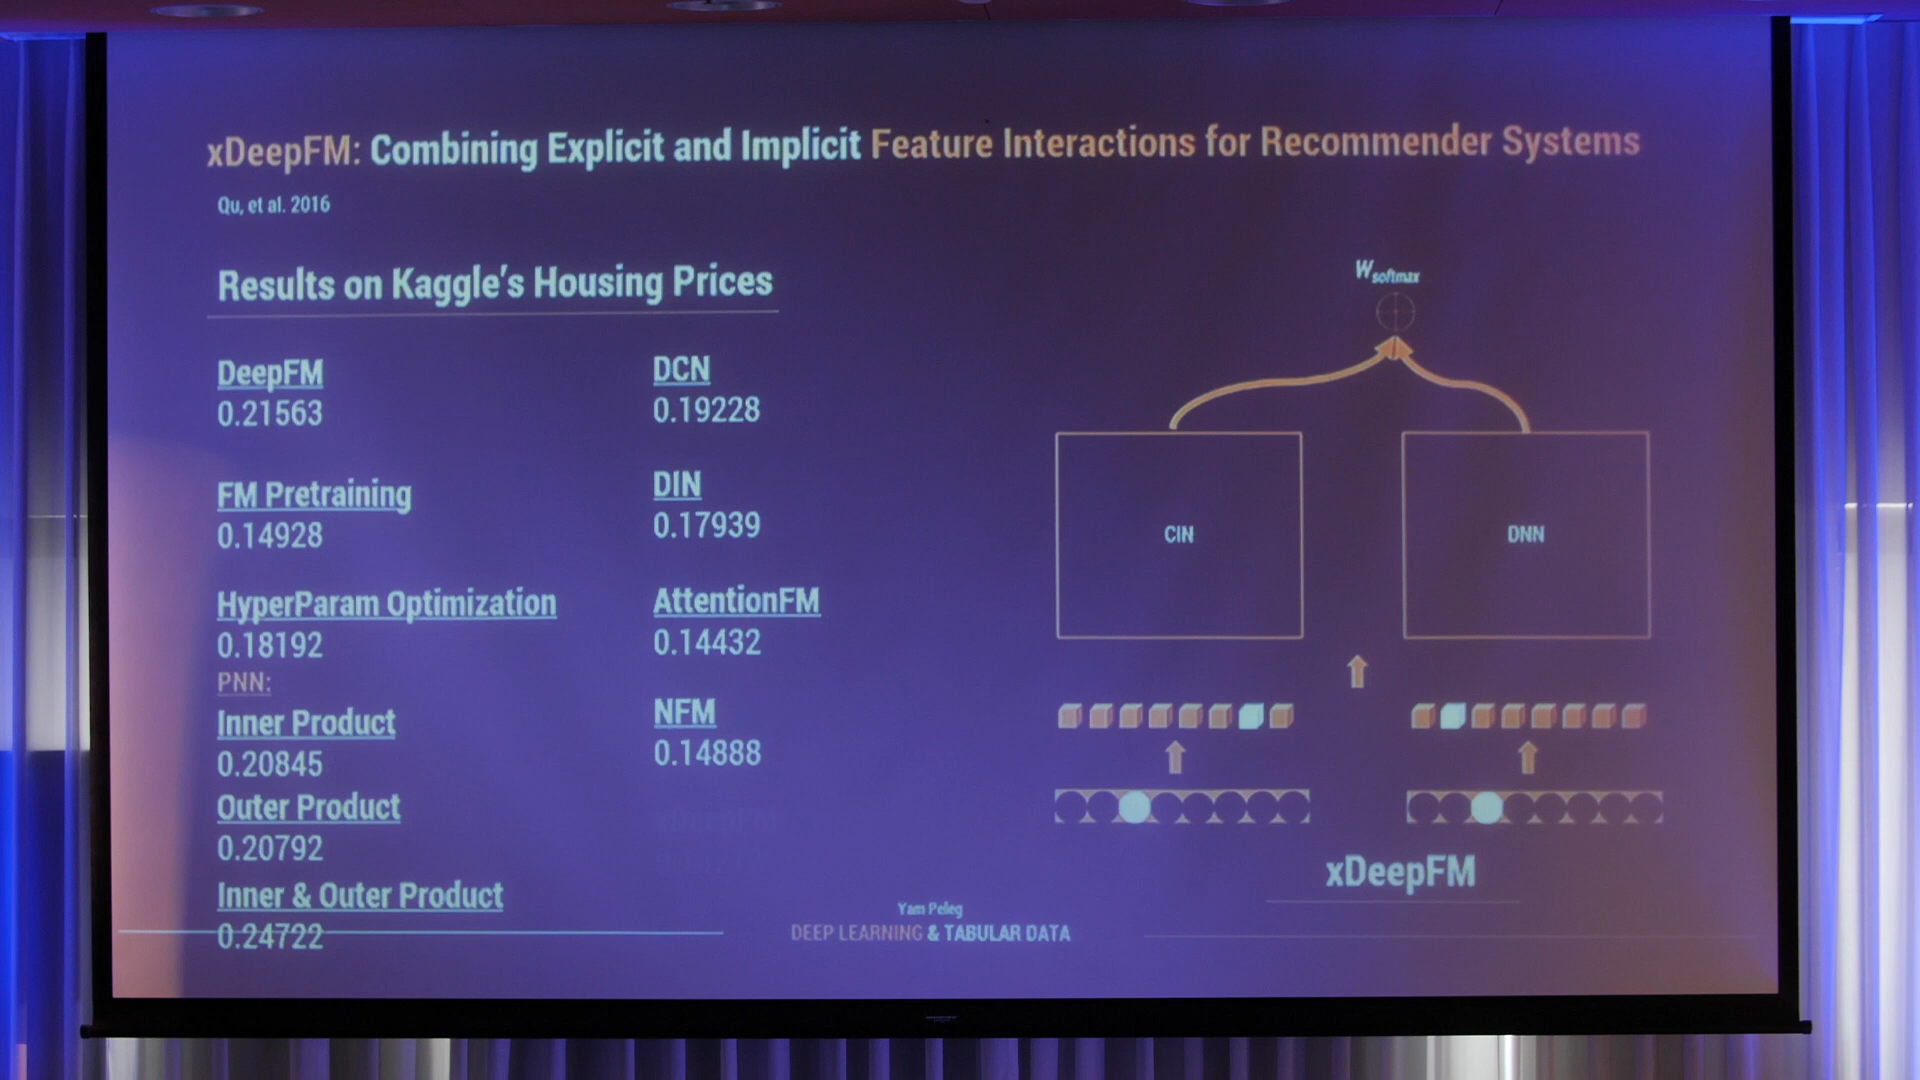 xDeepFM: Combining Explicit and Implicit Feature Interactions for Recommender Systems
Qu, et al. 2016
Results on Kaggle's Housing Prices
DeepFM
0.21563
FM Pretraining
0.14928
HyperParam Optimization
0.18192
PNN:
Inner Product
0.20845
Outer Product
0.20792
Inner & Outer Product
0.24722
DCN
0.19228
DIN
0.17939
AttentionFM
0.14432
NFM
0.14888
Wsoftmax
CIN
DNN
xDeepFM
Yam Peleg
DEEP LEARNING & TABULAR DATA